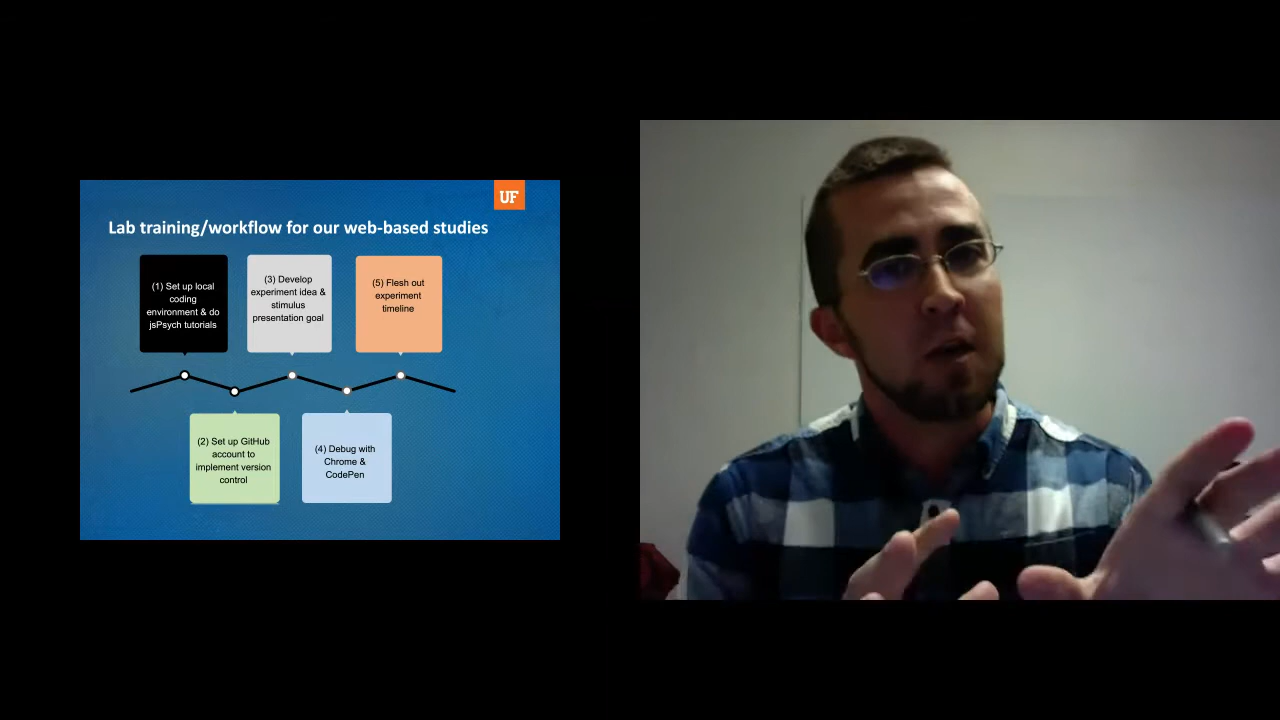 UF
Lab training/workflow for our web-based studies
(1) Set up local
coding
environment & do
jsPsych tutorials
(2) Set up GitHub
account to
implement version
control
(3) Develop
experiment idea &
stimulus
presentation goal
(4) Debug with
Chrome &
CodePen
(5) Flesh out
experiment
timeline